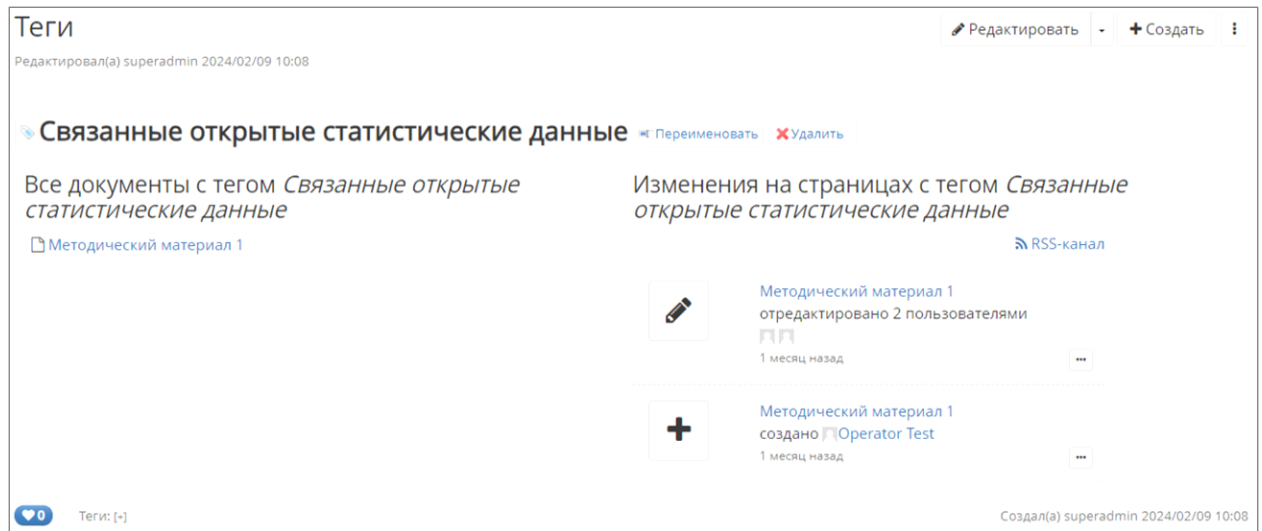 Теги
Редактировать - + Создать
Редактировал(а) superadmin 2024/02/09 10:08
Связанные открытые статистические данные Переименовать Удалить
Все документы с тегом Связанные открытые
статистические данные
Методический материал 1
Изменения на страницах с тегом Связанные
открытые статистические данные
RSS-канал
Методический материал 1
отредактировано 2 пользователями
1 месяц назад
Методический материал 1
создано Operator Test
1 месяц назад
0 Теги: [+]
Создал(а) superadmin 2024/02/09 10:08